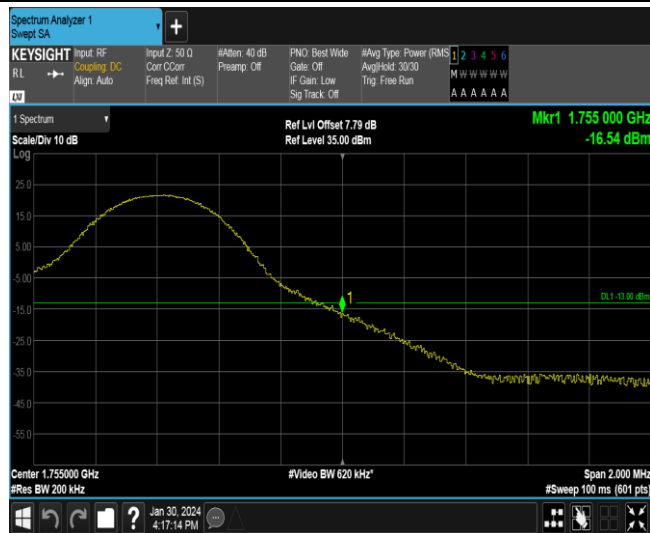 Spectrum Analyzer 1
Swept SA
+
KEYSIGHT
RL
LXI
Input: RF
Coupling: DC
Align: Auto
Input Z: 50 Ω
Corr CCorr
Freq Ref: Int (S)
#Atten: 40 dB
Preamp: Off
PNO: Best Wide
Gate: Off
IF Gain: Low
Sig Track: Off
#Avg Type: Power (RMS
Avg|Hold: 30/30
Trig: Free Run
1 2 3 4 5 6
M W W W W W
A A A A A A
1 Spectrum
Scale/Div 10 dB
Log
Ref Lvl Offset 7.79 dB
Ref Level 35.00 dBm
Mkr1 1.755 000 GHz
-16.54 dBm
25.0
15.0
5.00
-5.00
-15.0
-25.0
-35.0
-45.0
-55.0
1
DL1 -13.00 dBm
Center 1.755000 GHz
#Res BW 200 kHz
#Video BW 620 kHz*
Span 2.000 MHz
#Sweep 100 ms (601 pts)
?
Jan 30, 2024
4:17:14 PM